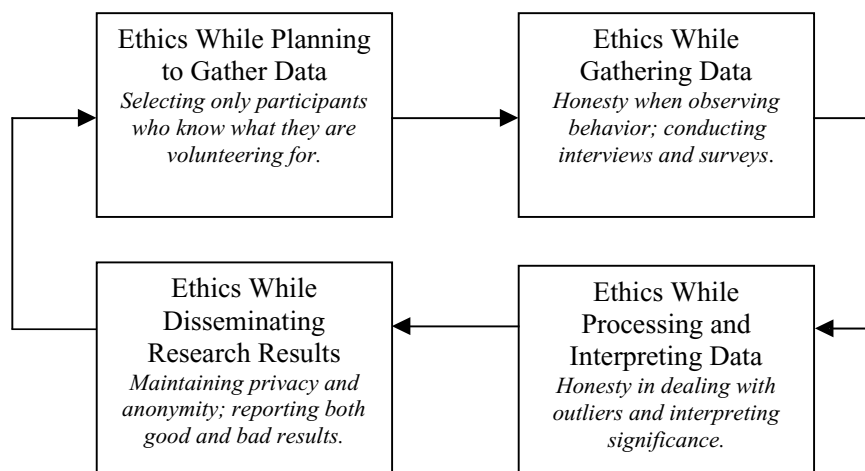 Ethics While Planning
to Gather Data
Selecting only participants
who know what they are
volunteering for.
Ethics While
Gathering Data
Honesty when observing
behavior; conducting
interviews and surveys.
Ethics While
Disseminating
Research Results
Maintaining privacy and
anonymity; reporting both
good and bad results.
Ethics While
Processing and
Interpreting Data
Honesty in dealing with
outliers and interpreting
significance.